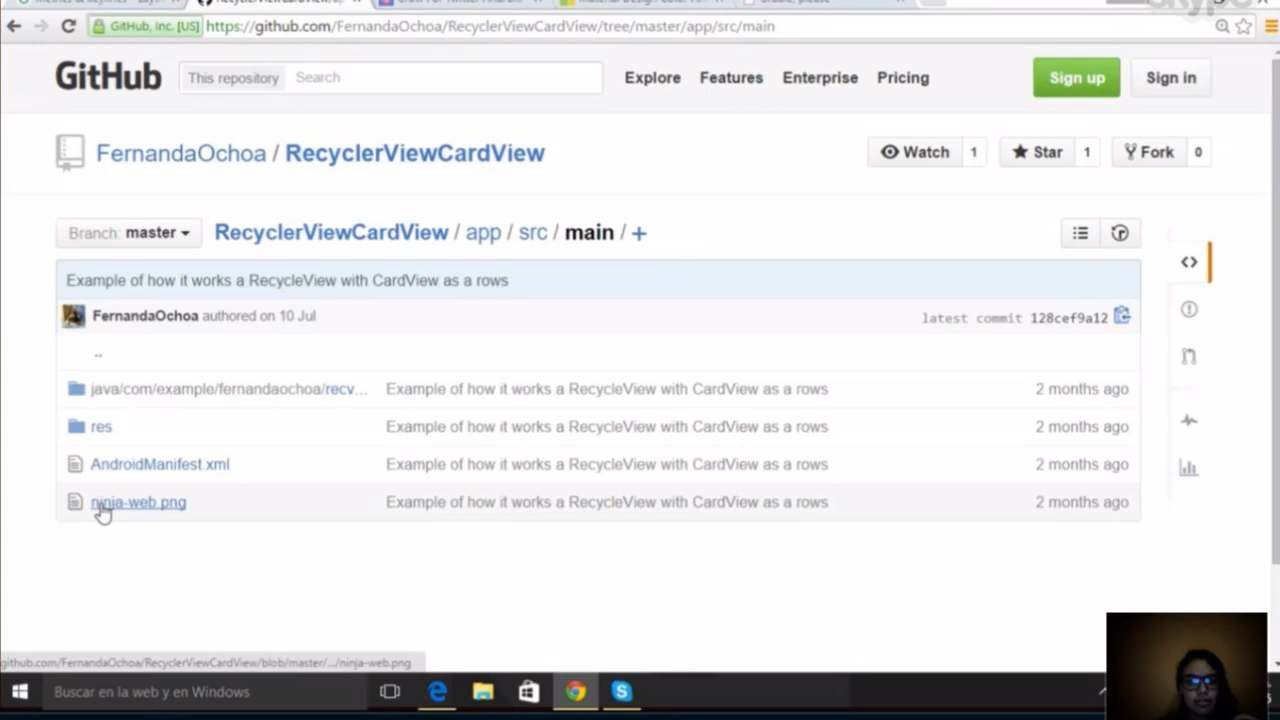 RecyclerViewCardView/
Material Design Color
GitHub, Inc. [US] https://github.com/FernandaOchoa/RecyclerViewCardView/tree/master/app/src/main
GitHub This repository Search Explore Features Enterprise Pricing Sign up Sign in
FernandaOchoa / RecyclerViewCardView Watch 1 Star 1 Fork 0
Branch: master RecyclerViewCardView / app / src / main / +
Example of how it works a RecycleView with CardView as a rows
FernandaOchoa authored on 10 Jul latest commit 128cef9a12
..
java/com/example/fernandaochoa/recv… Example of how it works a RecycleView with CardView as a rows 2 months ago
res Example of how it works a RecycleView with CardView as a rows 2 months ago
AndroidManifest.xml Example of how it works a RecycleView with CardView as a rows 2 months ago
ninja-web.png Example of how it works a RecycleView with CardView as a rows 2 months ago
github.com/FernandaOchoa/RecyclerViewCardView/blob/master/.../ninja-web.png
Buscar en la web y en Windows